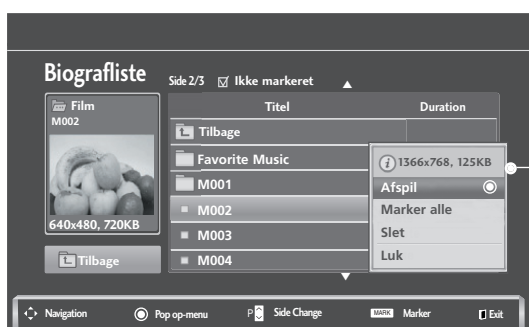 Biografliste
Side 2/3 Ikke markeret
Film
M002
640x480, 720KB
Tilbage
Titel Duration
Tilbage
Favorite Music
M001
M002
M003
M004
1366x768, 125KB
Afspil
Marker alle
Slet
Luk
Navigation Pop op-menu P Side Change MARK Marker Exit